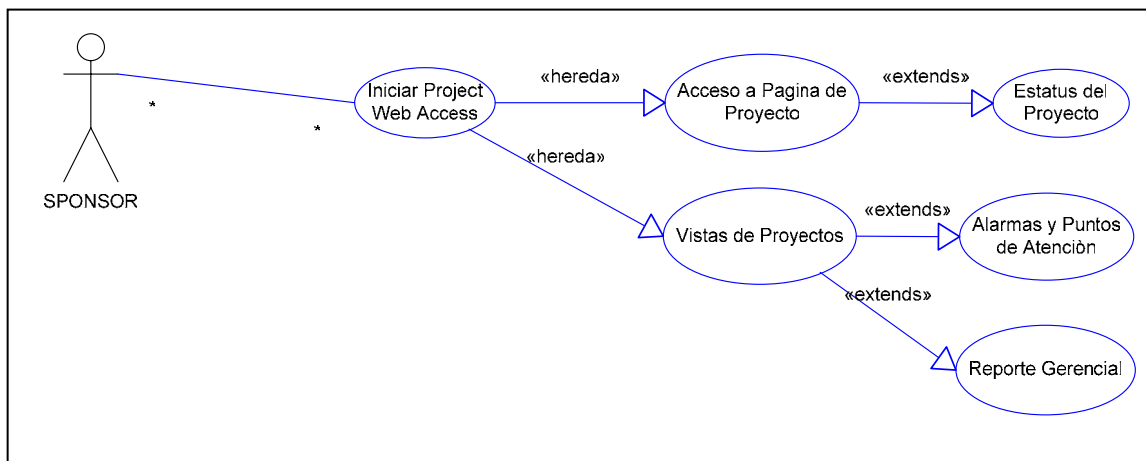 SPONSOR
*
*
Iniciar Project
Web Access
«hereda»
Acceso a Pagina de
Proyecto
«extends»
Estatus del
Proyecto
«hereda»
Vistas de Proyectos
«extends»
Alarmas y Puntos
de Atenciòn
«extends»
Reporte Gerencial